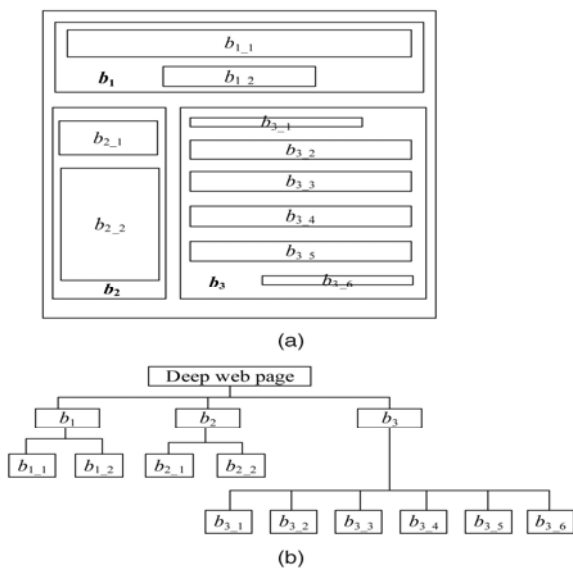 b1_1
b1 b1_2
b2_1
b2_2
b2
b3_1
b3_2
b3_3
b3_4
b3_5
b3 b3_6
(a)
Deep web page
b1 b2 b3
b1_1 b1_2 b2_1 b2_2
b3_1 b3_2 b3_3 b3_4 b3_5 b3_6
(b)